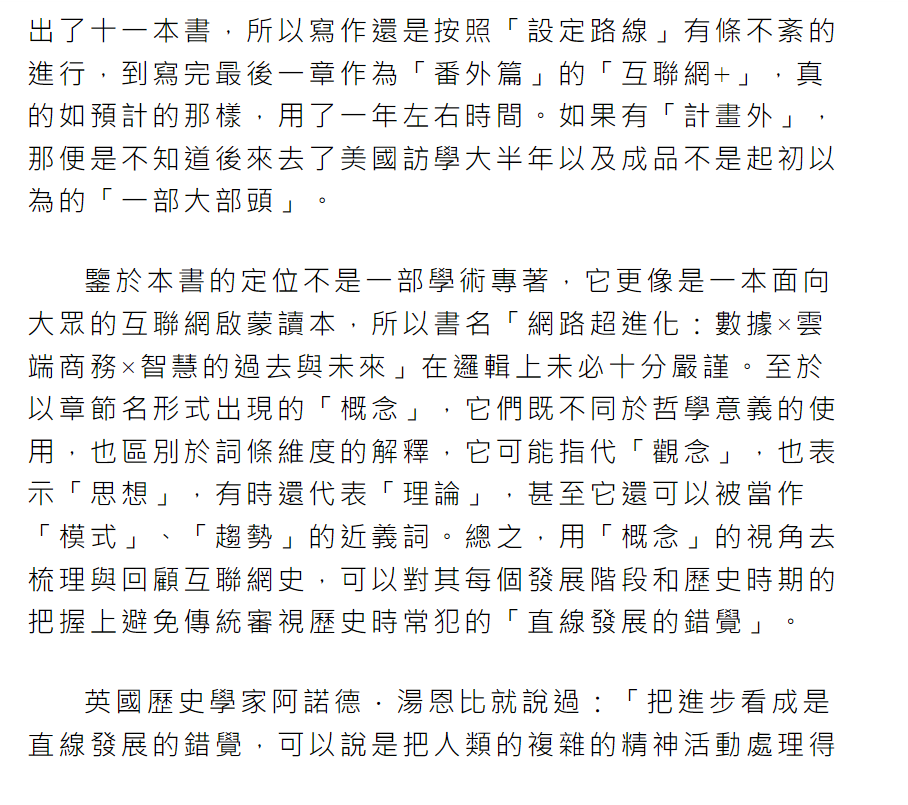 出了十一本書，所以寫作還是按照「設定路線」有條不紊的
進行，到寫完最後一章作為「番外篇」的「互聯網+」，真
的如預計的那樣，用了一年左右時間。如果有「計畫外」，
那便是不知道後來去了美國訪學大半年以及成品不是起初以
為的「一部大部頭」。
鑒於本書的定位不是一部學術專著，它更像是一本面向
大眾的互聯網啟蒙讀本，所以書名「網路超進化：數據×雲
端商務×智慧的過去與未來」在邏輯上未必十分嚴謹。至於
以章節名形式出現的「概念」，它們既不同於哲學意義的使
用，也區別於詞條維度的解釋，它可能指代「觀念」，也表
示「思想」，有時還代表「理論」，甚至它還可以被當作
「模式」、「趨勢」的近義詞。總之，用「概念」的視角去
梳理與回顧互聯網史，可以對其每個發展階段和歷史時期的
把握上避免傳統審視歷史時常犯的「直線發展的錯覺」。
英國歷史學家阿諾德．湯恩比就說過：「把進步看成是
直線發展的錯覺，可以說是把人類的複雜的精神活動處理得